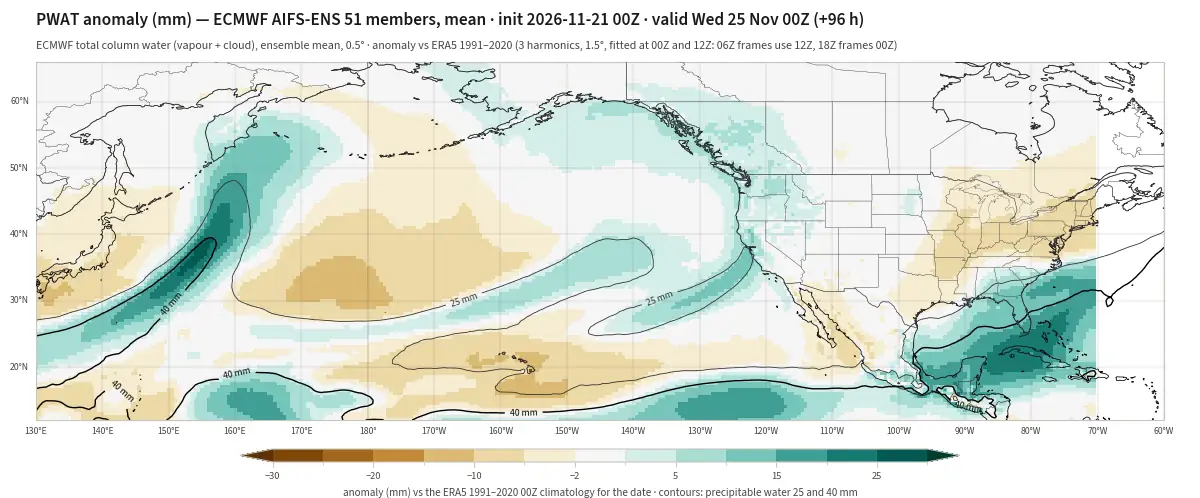 PWAT anomaly (mm) — ECMWF AIFS-ENS 51 members, mean · init 2026-11-21 00Z · valid Wed 25 Nov 00Z (+96 h)
ECMWF total column water (vapour + cloud), ensemble mean, 0.5° · anomaly vs ERA5 1991–2020 (3 harmonics, 1.5°, fitted at 00Z and 12Z: 06Z frames use 12Z, 18Z frames 00Z)
60°N
50°N
40°N
30°N
20°N
25 mm
25 mm
40 mm
40 mm
40 mm
40 mm
40 mm
130°E 140°E 150°E 160°E 170°E 180° 170°W 160°W 150°W 140°W 130°W 120°W 110°W 100°W 90°W 80°W 70°W 60°W
−30 −20 −10 −2 5 15 25
anomaly (mm) vs the ERA5 1991–2020 00Z climatology for the date · contours: precipitable water 25 and 40 mm